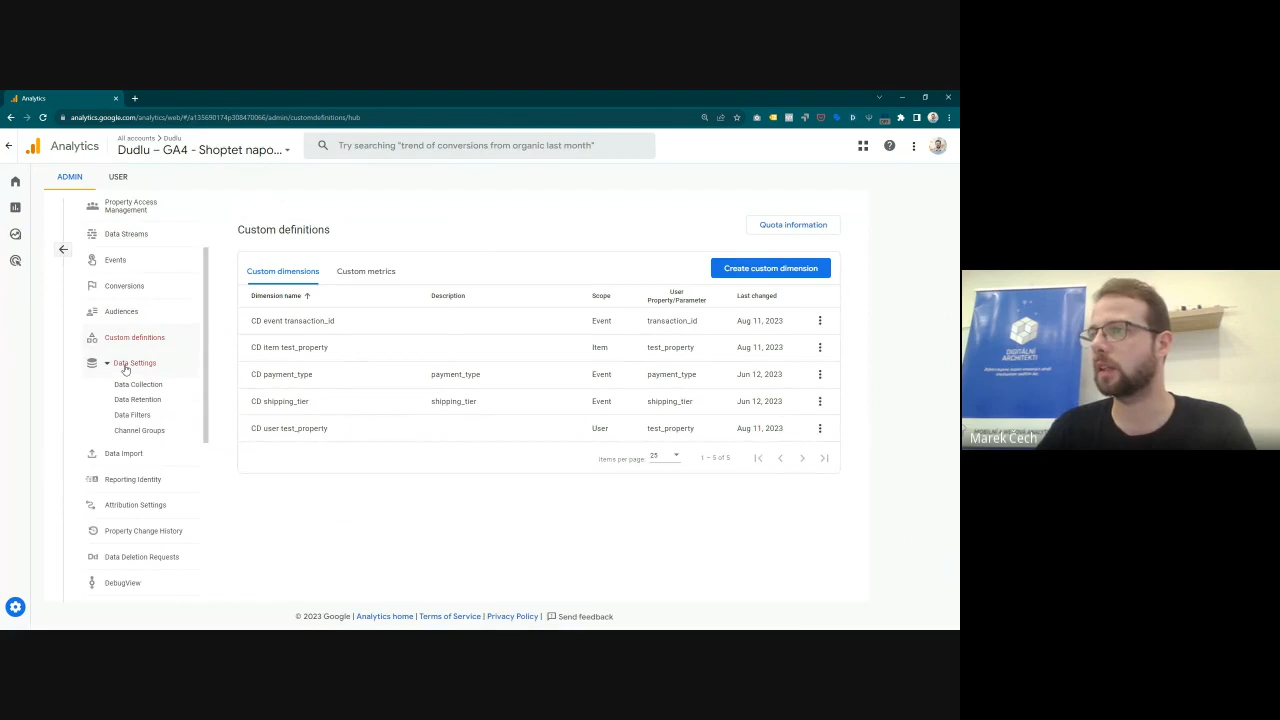 Analytics
analytics.google.com/analytics/web/#/a135690174p308470066/admin/customdefinitions/hub
Analytics
All accounts > Dudlu
Dudlu – GA4 - Shoptet napo...
Try searching "trend of conversions from organic last month"
ADMIN
USER
Property Access
Management
Data Streams
Events
Conversions
Audiences
Custom definitions
Data Settings
Data Collection
Data Retention
Data Filters
Channel Groups
Data Import
Reporting Identity
Attribution Settings
Property Change History
Dd Data Deletion Requests
DebugView
Custom definitions
Quota information
Custom dimensions
Custom metrics
Create custom dimension
Dimension name
Description
Scope
User
Property/Parameter
Last changed
CD event transaction_id Event transaction_id Aug 11, 2023
CD item test_property Item test_property Aug 11, 2023
CD payment_type payment_type Event payment_type Jun 12, 2023
CD shipping_tier shipping_tier Event shipping_tier Jun 12, 2023
CD user test_property User test_property Aug 11, 2023
Items per page: 25 1 – 5 of 5
© 2023 Google | Analytics home | Terms of Service | Privacy Policy | Send feedback
DIGITÁLNÍ
ARCHITEKTI
Marek Cech